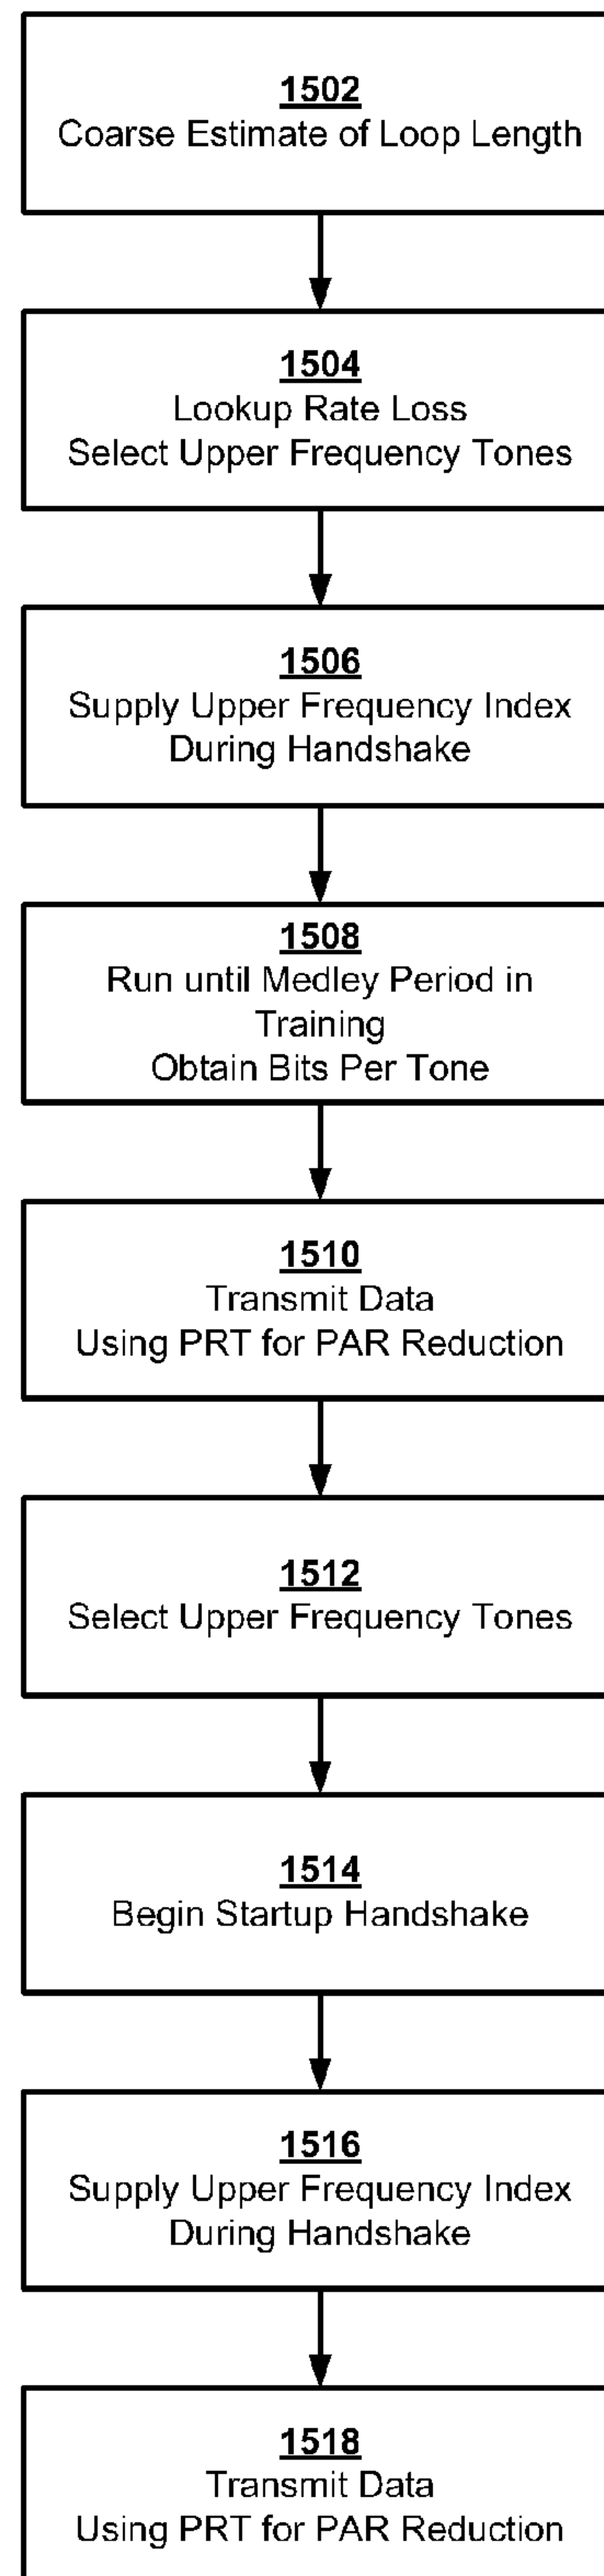 1502
Coarse Estimate of Loop Length
1504
Lookup Rate Loss
Select Upper Frequency Tones
1506
Supply Upper Frequency Index
During Handshake
1508
Run until Medley Period in
Training
Obtain Bits Per Tone
1510
Transmit Data
Using PRT for PAR Reduction
1512
Select Upper Frequency Tones
1514
Begin Startup Handshake
1516
Supply Upper Frequency Index
During Handshake
1518
Transmit Data
Using PRT for PAR Reduction